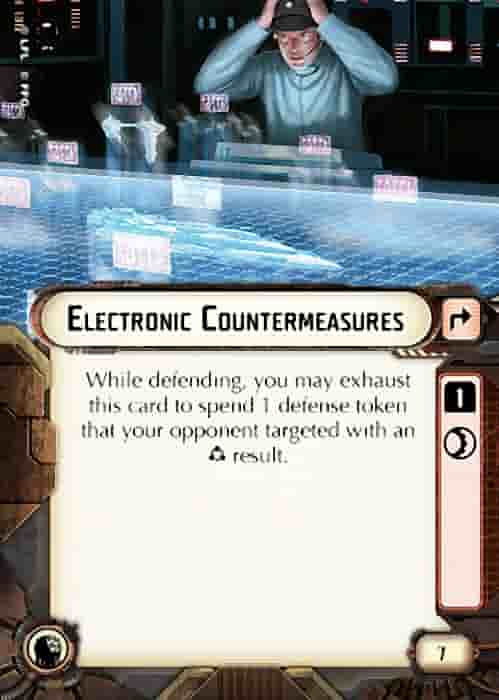 Electronic Countermeasures
1
While defending, you may exhaust
this card to spend 1 defense token
that your opponent targeted with an
result.
7